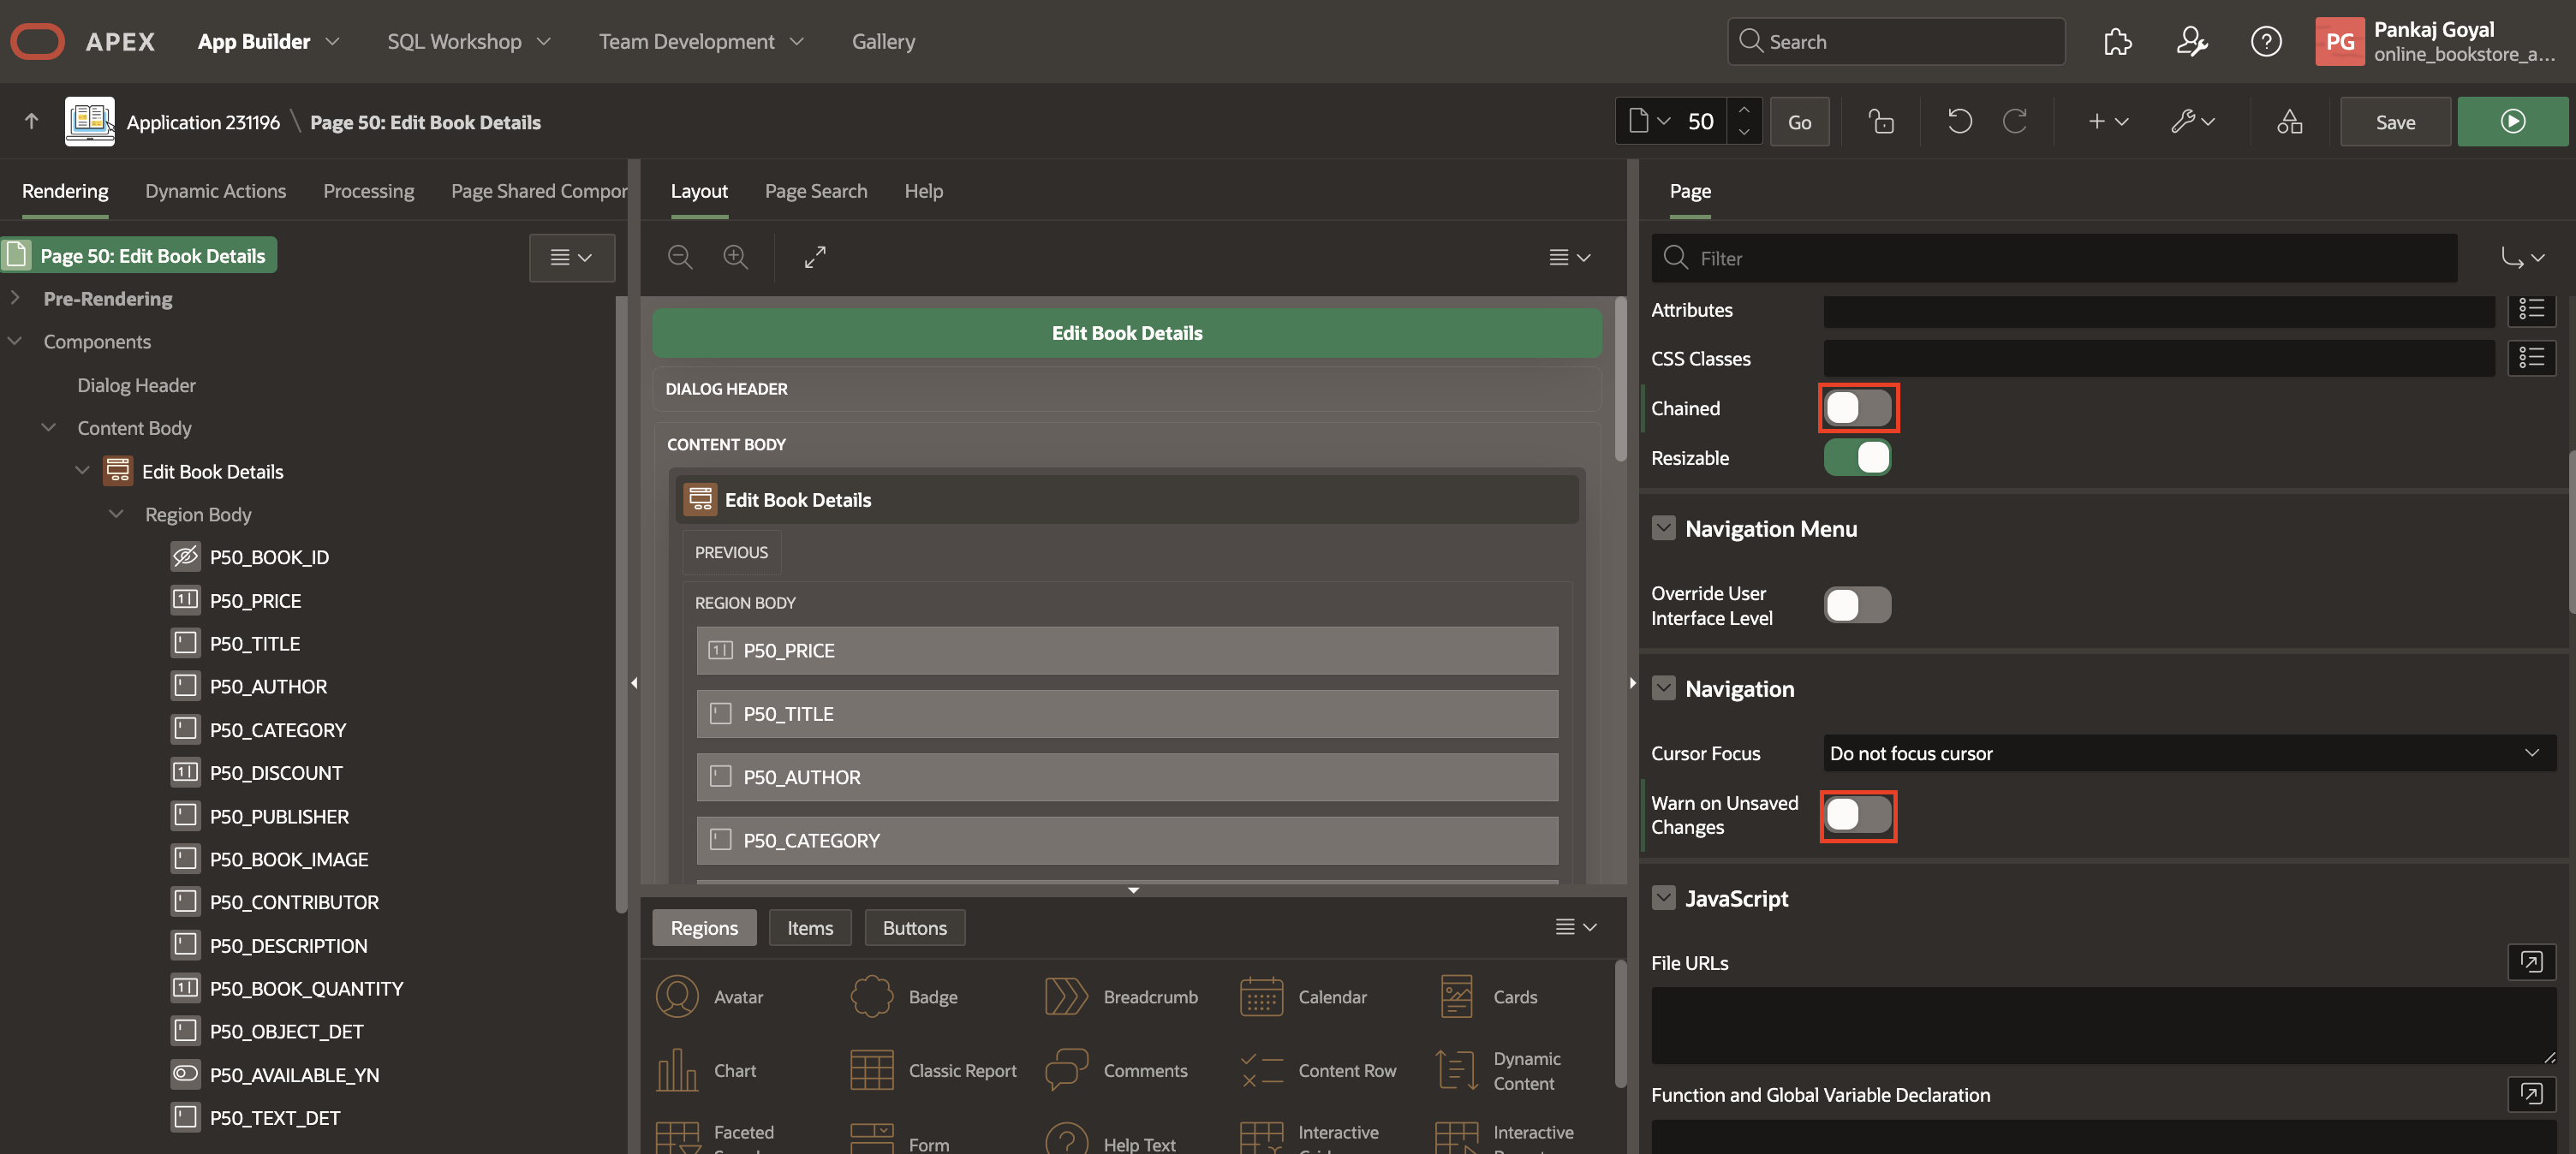 APEX
App Builder
SQL Workshop
Team Development
Gallery
Search
PG
Pankaj Goyal
online_bookstore_a...
Application 231196 \ Page 50: Edit Book Details
50
Go
Save
Rendering
Dynamic Actions
Processing
Page Shared Compor
Page 50: Edit Book Details
Pre-Rendering
Components
Dialog Header
Content Body
Edit Book Details
Region Body
P50_BOOK_ID
P50_PRICE
P50_TITLE
P50_AUTHOR
P50_CATEGORY
P50_DISCOUNT
P50_PUBLISHER
P50_BOOK_IMAGE
P50_CONTRIBUTOR
P50_DESCRIPTION
P50_BOOK_QUANTITY
P50_OBJECT_DET
P50_AVAILABLE_YN
P50_TEXT_DET
Layout
Page Search
Help
Edit Book Details
DIALOG HEADER
CONTENT BODY
Edit Book Details
PREVIOUS
REGION BODY
P50_PRICE
P50_TITLE
P50_AUTHOR
P50_CATEGORY
Regions
Items
Buttons
Avatar
Badge
Breadcrumb
Calendar
Cards
Chart
Classic Report
Comments
Content Row
Dynamic
Content
Faceted
Form
Help Text
Interactive
Interactive
Page
Filter
Attributes
CSS Classes
Chained
Resizable
Navigation Menu
Override User
Interface Level
Navigation
Cursor Focus
Do not focus cursor
Warn on Unsaved
Changes
JavaScript
File URLs
Function and Global Variable Declaration